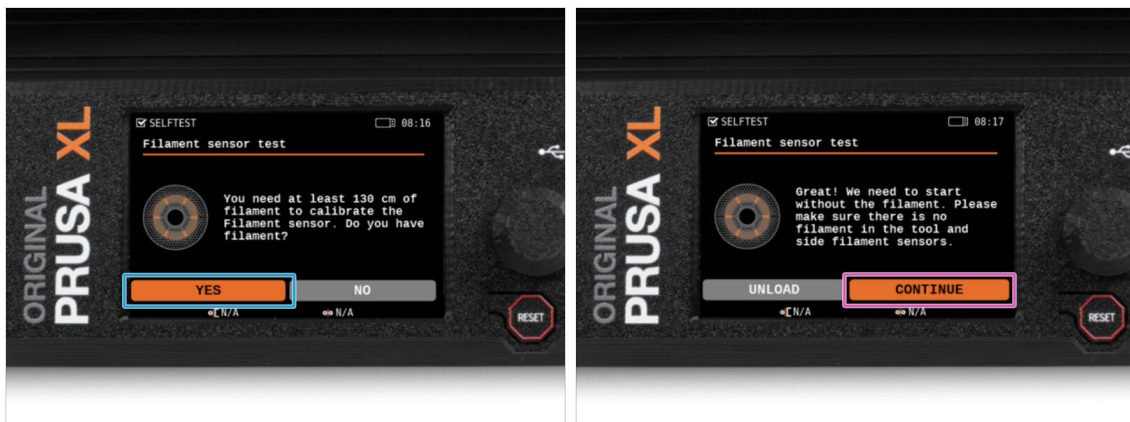 ORIGINAL
PRUSA XL
SELFTEST
08:16
Filament sensor test
You need at least 130 cm of
filament to calibrate the
Filament sensor. Do you have
filament?
YES
NO
N/A
N/A
RESET
ORIGINAL
PRUSA XL
SELFTEST
08:17
Filament sensor test
Great! We need to start
without the filament. Please
make sure there is no
filament in the tool and
side filament sensors.
UNLOAD
CONTINUE
N/A
N/A
RESET